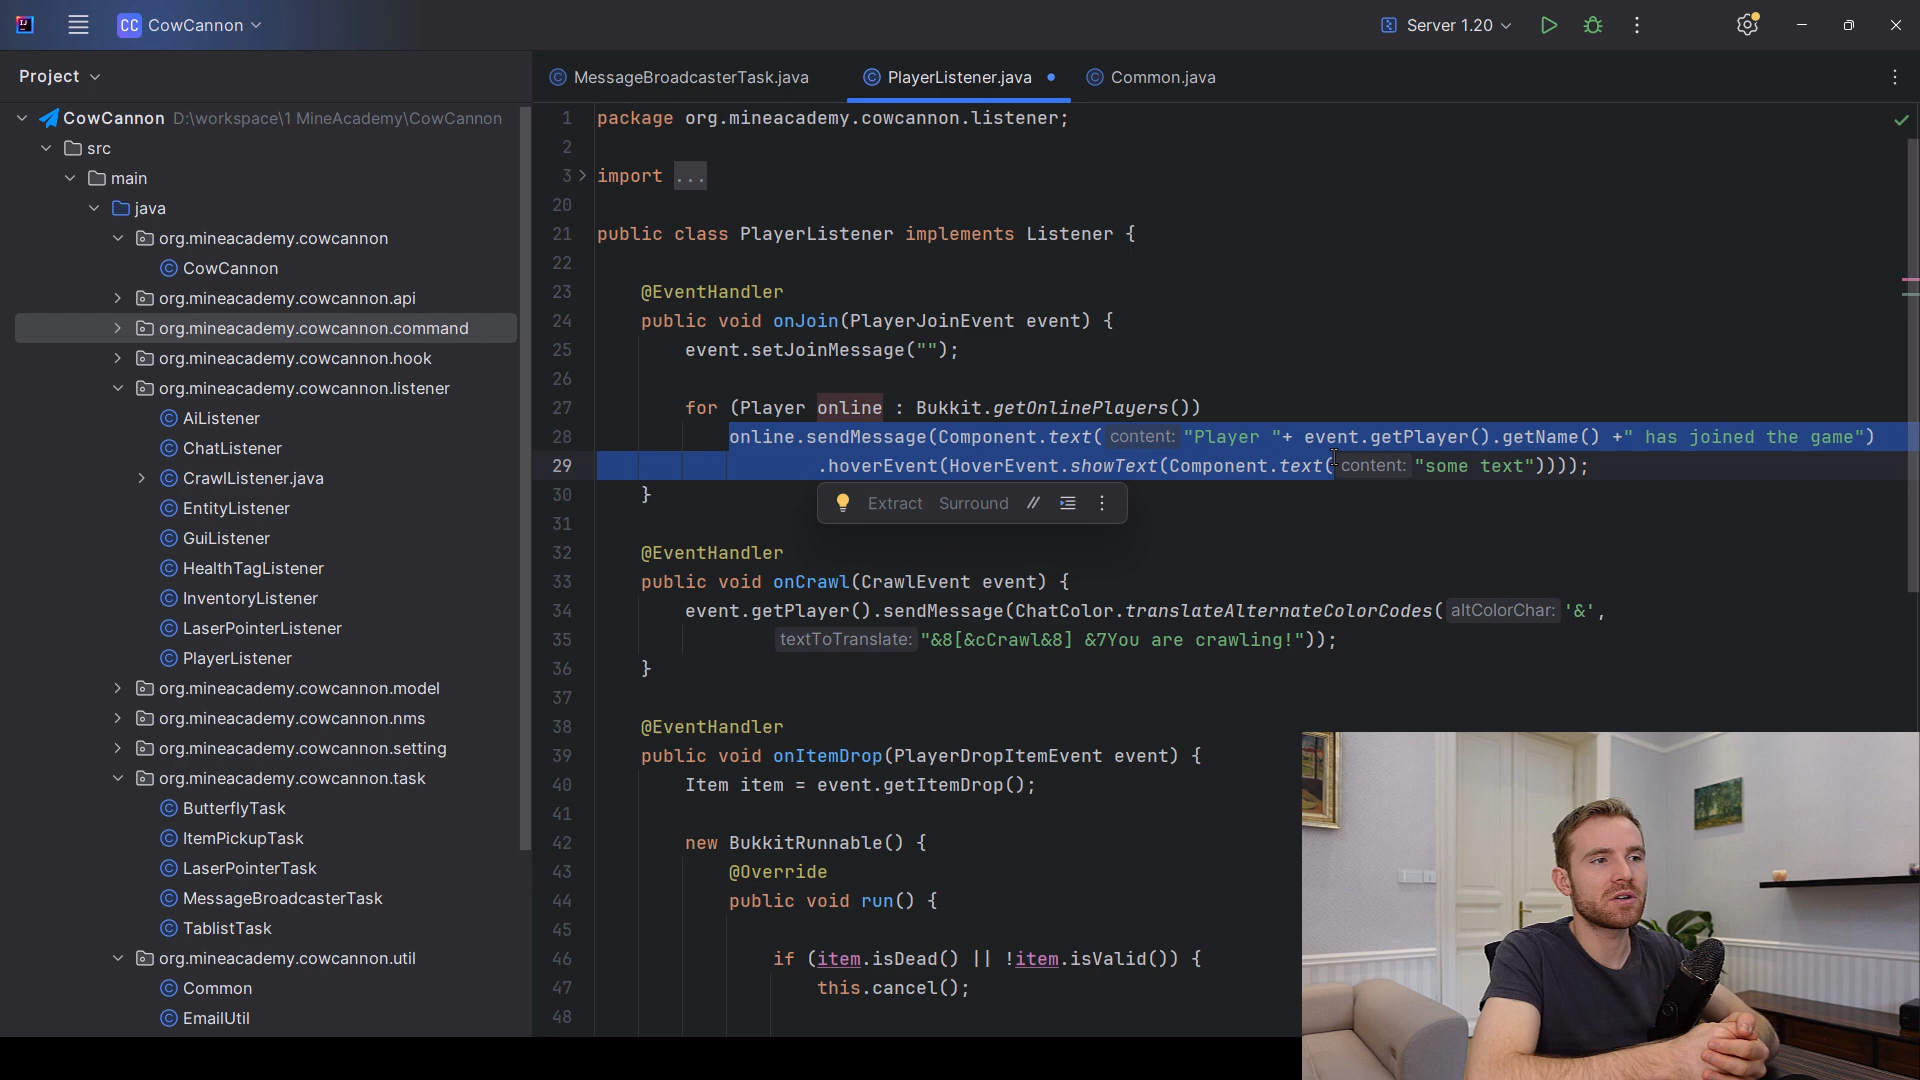 CC CowCannon
Server 1.20
Project
MessageBroadcasterTask.java
PlayerListener.java
Common.java
CowCannon D:\workspace\1 MineAcademy\CowCannon
src
main
java
org.mineacademy.cowcannon
CowCannon
org.mineacademy.cowcannon.api
org.mineacademy.cowcannon.command
org.mineacademy.cowcannon.hook
org.mineacademy.cowcannon.listener
AiListener
ChatListener
CrawlListener.java
EntityListener
GuiListener
HealthTagListener
InventoryListener
LaserPointerListener
PlayerListener
org.mineacademy.cowcannon.model
org.mineacademy.cowcannon.nms
org.mineacademy.cowcannon.setting
org.mineacademy.cowcannon.task
ButterflyTask
ItemPickupTask
LaserPointerTask
MessageBroadcasterTask
TablistTask
org.mineacademy.cowcannon.util
Common
EmailUtil
1 package org.mineacademy.cowcannon.listener;
2
3 import ...
20
21 public class PlayerListener implements Listener {
22
23 @EventHandler
24 public void onJoin(PlayerJoinEvent event) {
25 event.setJoinMessage("");
26
27 for (Player online : Bukkit.getOnlinePlayers())
28 online.sendMessage(Component.text( content: "Player "+ event.getPlayer().getName() +" has joined the game")
29 .hoverEvent(HoverEvent.showText(Component.text( content: "some text"))));
30 }
Extract Surround //
31
32 @EventHandler
33 public void onCrawl(CrawlEvent event) {
34 event.getPlayer().sendMessage(ChatColor.translateAlternateColorCodes( altColorChar: '&',
35 textToTranslate: "&8[&cCrawl&8] &7You are crawling!"));
36 }
37
38 @EventHandler
39 public void onItemDrop(PlayerDropItemEvent event) {
40 Item item = event.getItemDrop();
41
42 new BukkitRunnable() {
43 @Override
44 public void run() {
45
46 if (item.isDead() || !item.isValid()) {
47 this.cancel();
48